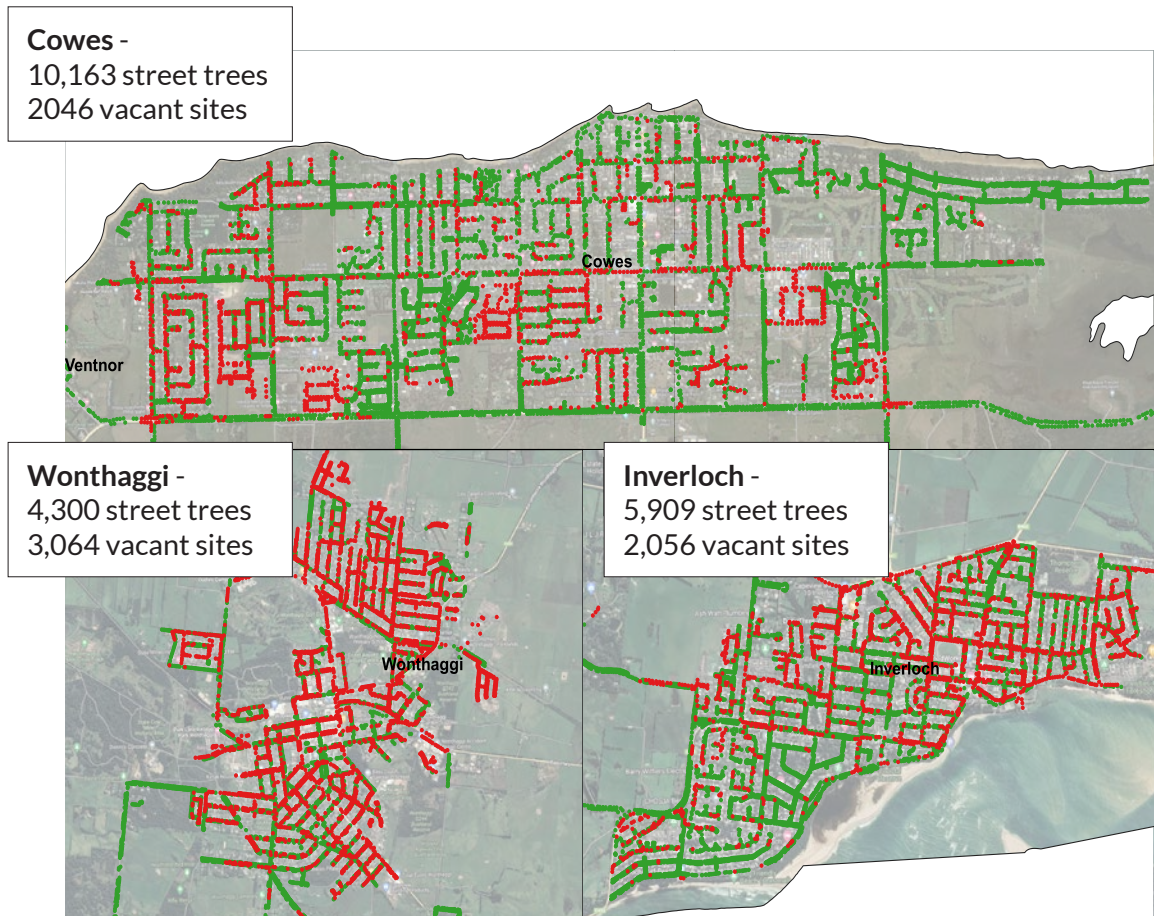 Cowes -
10,163 street trees
2046 vacant sites
Cowes
Ventnor
Wonthaggi -
4,300 street trees
3,064 vacant sites
Inverloch -
5,909 street trees
2,056 vacant sites
Wonthaggi
Inverloch